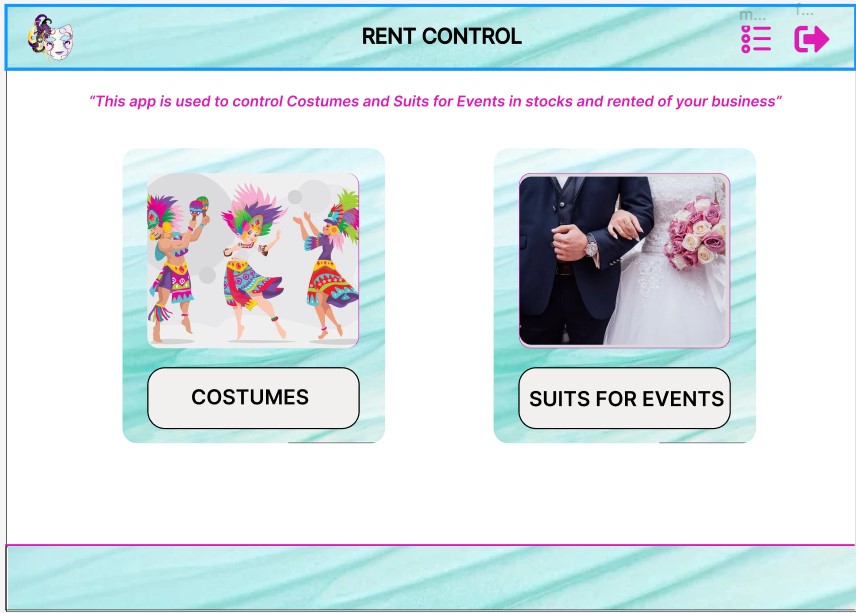 m...
RENT CONTROL
“This app is used to control Costumes and Suits for Events in stocks and rented of your business”
COSTUMES
SUITS FOR EVENTS